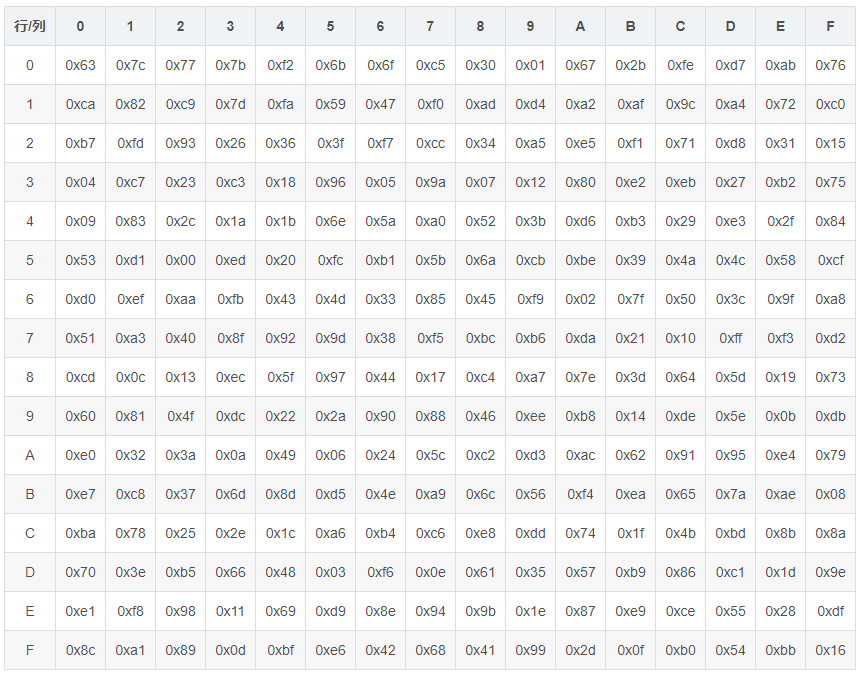 行/列 0 1 2 3 4 5 6 7 8 9 A B C D E F
0 0x63 0x7c 0x77 0x7b 0xf2 0x6b 0x6f 0xc5 0x30 0x01 0x67 0x2b 0xfe 0xd7 0xab 0x76
1 0xca 0x82 0xc9 0x7d 0xfa 0x59 0x47 0xf0 0xad 0xd4 0xa2 0xaf 0x9c 0xa4 0x72 0xc0
2 0xb7 0xfd 0x93 0x26 0x36 0x3f 0xf7 0xcc 0x34 0xa5 0xe5 0xf1 0x71 0xd8 0x31 0x15
3 0x04 0xc7 0x23 0xc3 0x18 0x96 0x05 0x9a 0x07 0x12 0x80 0xe2 0xeb 0x27 0xb2 0x75
4 0x09 0x83 0x2c 0x1a 0x1b 0x6e 0x5a 0xa0 0x52 0x3b 0xd6 0xb3 0x29 0xe3 0x2f 0x84
5 0x53 0xd1 0x00 0xed 0x20 0xfc 0xb1 0x5b 0x6a 0xcb 0xbe 0x39 0x4a 0x4c 0x58 0xcf
6 0xd0 0xef 0xaa 0xfb 0x43 0x4d 0x33 0x85 0x45 0xf9 0x02 0x7f 0x50 0x3c 0x9f 0xa8
7 0x51 0xa3 0x40 0x8f 0x92 0x9d 0x38 0xf5 0xbc 0xb6 0xda 0x21 0x10 0xff 0xf3 0xd2
8 0xcd 0x0c 0x13 0xec 0x5f 0x97 0x44 0x17 0xc4 0xa7 0x7e 0x3d 0x64 0x5d 0x19 0x73
9 0x60 0x81 0x4f 0xdc 0x22 0x2a 0x90 0x88 0x46 0xee 0xb8 0x14 0xde 0x5e 0x0b 0xdb
A 0xe0 0x32 0x3a 0x0a 0x49 0x06 0x24 0x5c 0xc2 0xd3 0xac 0x62 0x91 0x95 0xe4 0x79
B 0xe7 0xc8 0x37 0x6d 0x8d 0xd5 0x4e 0xa9 0x6c 0x56 0xf4 0xea 0x65 0x7a 0xae 0x08
C 0xba 0x78 0x25 0x2e 0x1c 0xa6 0xb4 0xc6 0xe8 0xdd 0x74 0x1f 0x4b 0xbd 0x8b 0x8a
D 0x70 0x3e 0xb5 0x66 0x48 0x03 0xf6 0x0e 0x61 0x35 0x57 0xb9 0x86 0xc1 0x1d 0x9e
E 0xe1 0xf8 0x98 0x11 0x69 0xd9 0x8e 0x94 0x9b 0x1e 0x87 0xe9 0xce 0x55 0x28 0xdf
F 0x8c 0xa1 0x89 0x0d 0xbf 0xe6 0x42 0x68 0x41 0x99 0x2d 0x0f 0xb0 0x54 0xbb 0x16